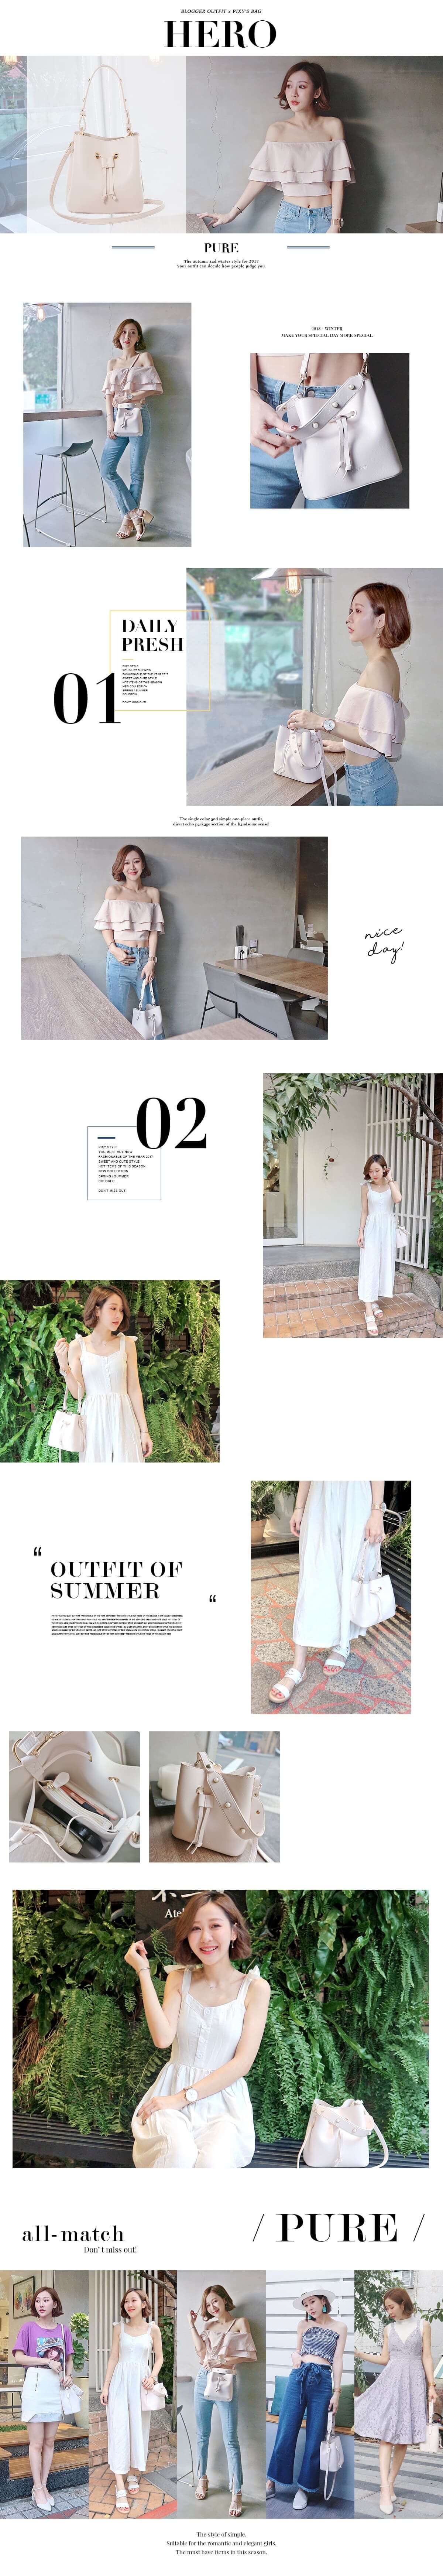 BLOGGER OUTFIT x PIXY'S BAG
HERO
PURE
The autumn and winter style for 2017
Your outfit can decide how people judge you.
2018 - WINTER
MAKE YOUR SPECIAL DAY MORE SPECIAL
DAILY
PRESH
01
PIXY STYLE
YOU MUST BUY NOW
FASHIONABLE OF THE YEAR 2017
SWEET AND CUTE STYLE
HOT ITEMS OF THIS SEASON
NEW COLLECTION
SPRING / SUMMER
COLORFUL
DON'T MISS OUT!
The single color and simple one-piece outfit,
direct echo package section of the handsome sense!
nice
day!
02
PIXY STYLE
YOU MUST BUY NOW
FASHIONABLE OF THE YEAR 2017
SWEET AND CUTE STYLE
HOT ITEMS OF THIS SEASON
NEW COLLECTION
SPRING / SUMMER
COLORFUL
DON'T MISS OUT!
“
OUTFIT OF
SUMMER
“
Atel
all-match
Don't miss out!
/ PURE /
The style of simple.
Suitable for the romantic and elegant girls.
The must have items in this season.